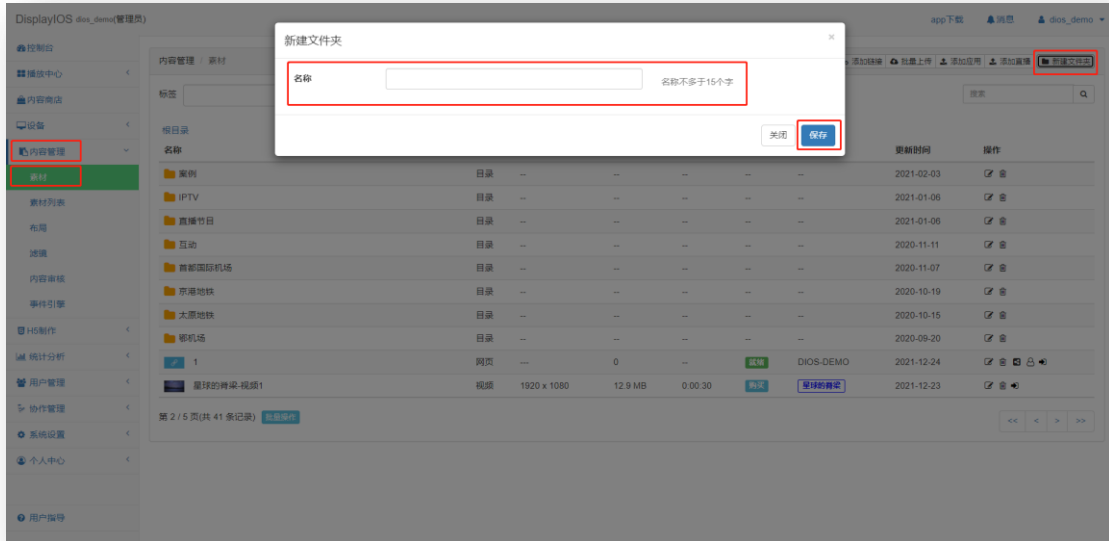 DisplayIOS dios_demo(管理员)
app下载 消息 dios_demo
新建文件夹 ×
名称 名称不多于15个字
关闭 保存
控制台
播放中心
内容商店
设备
内容管理
素材
素材列表
布局
滤镜
内容审核
事件引擎
H5制作
统计分析
用户管理
协作管理
系统设置
个人中心
用户指导
内容管理 / 素材
添加链接 批量上传 添加应用 添加直播 新建文件夹
标签 搜索
根目录
名称 更新时间 操作
案例 目录 -- -- -- -- 2021-02-03
IPTV 目录 -- -- -- -- 2021-01-06
直播节目 目录 -- -- -- -- 2021-01-06
互动 目录 -- -- -- -- 2020-11-11
首都国际机场 目录 -- -- -- -- 2020-11-07
京港地铁 目录 -- -- -- -- 2020-10-19
太原地铁 目录 -- -- -- -- 2020-10-15
鄂机场 目录 -- -- -- -- 2020-09-20
1 网页 --- 0 -- 就绪 DIOS-DEMO 2021-12-24
星球的脊梁-视频1 视频 1920 x 1080 12.9 MB 0:00:30 购买 星球的脊梁 2021-12-23
第 2 / 5 页(共 41 条记录) 批量操作
<< < > >>